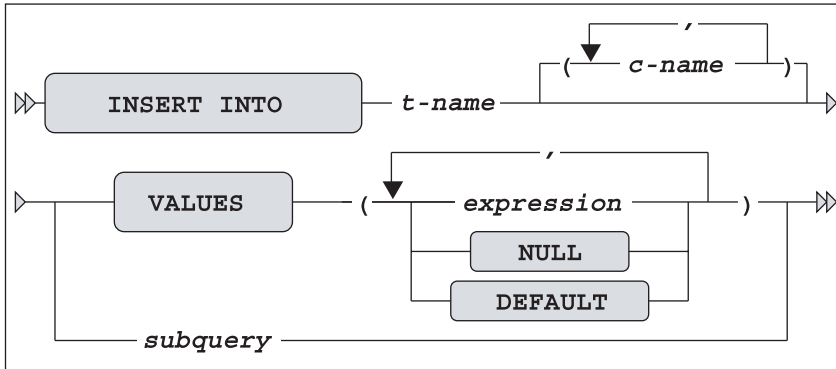 ,
( c-name )
INSERT INTO t-name
,
VALUES ( expression )
NULL
DEFAULT
subquery